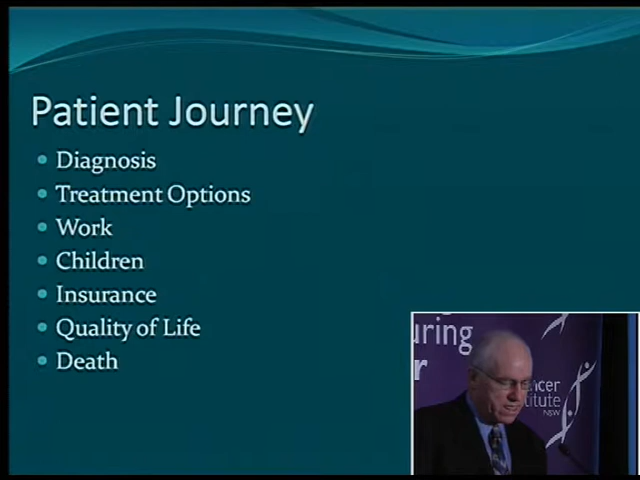 Patient Journey
Diagnosis
Treatment Options
Work
Children
Insurance
Quality of Life
Death
uring
r
ncer
titute
NSW